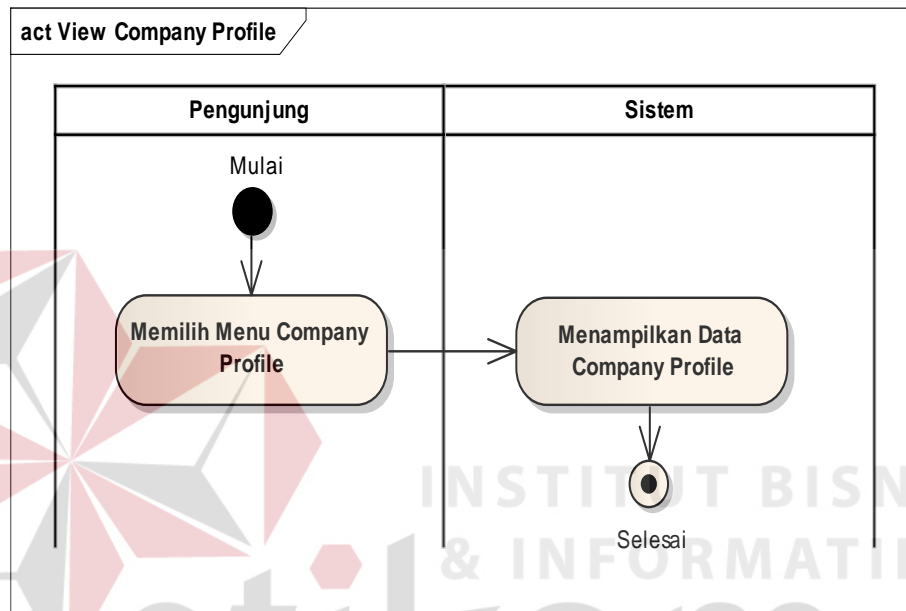 act View Company Profile
Pengunjung
Sistem
Mulai
Memilih Menu Company
Profile
Menampilkan Data
Company Profile
Selesai
INSTITUT BISN
& INFORMATI